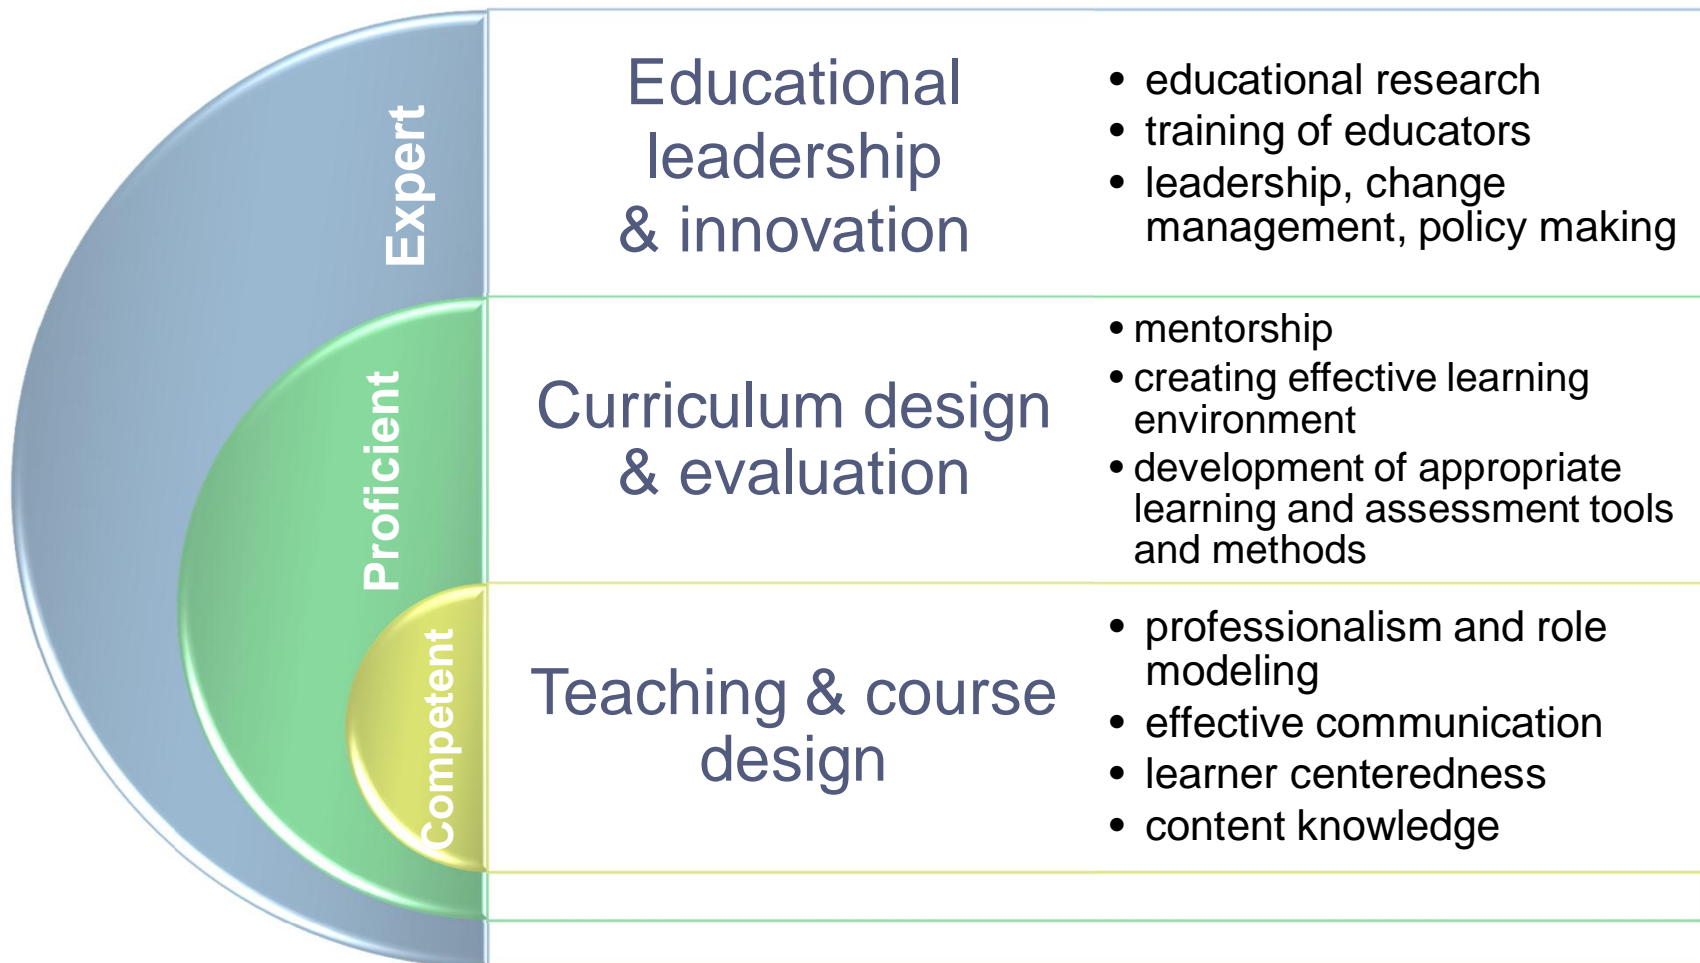 Expert
Educational
leadership
& innovation
• educational research
• training of educators
• leadership, change
management, policy making
Proficient
Curriculum design
& evaluation
• mentorship
• creating effective learning
environment
• development of appropriate
learning and assessment tools
and methods
Competent
Teaching & course
design
• professionalism and role
modeling
• effective communication
• learner centeredness
• content knowledge